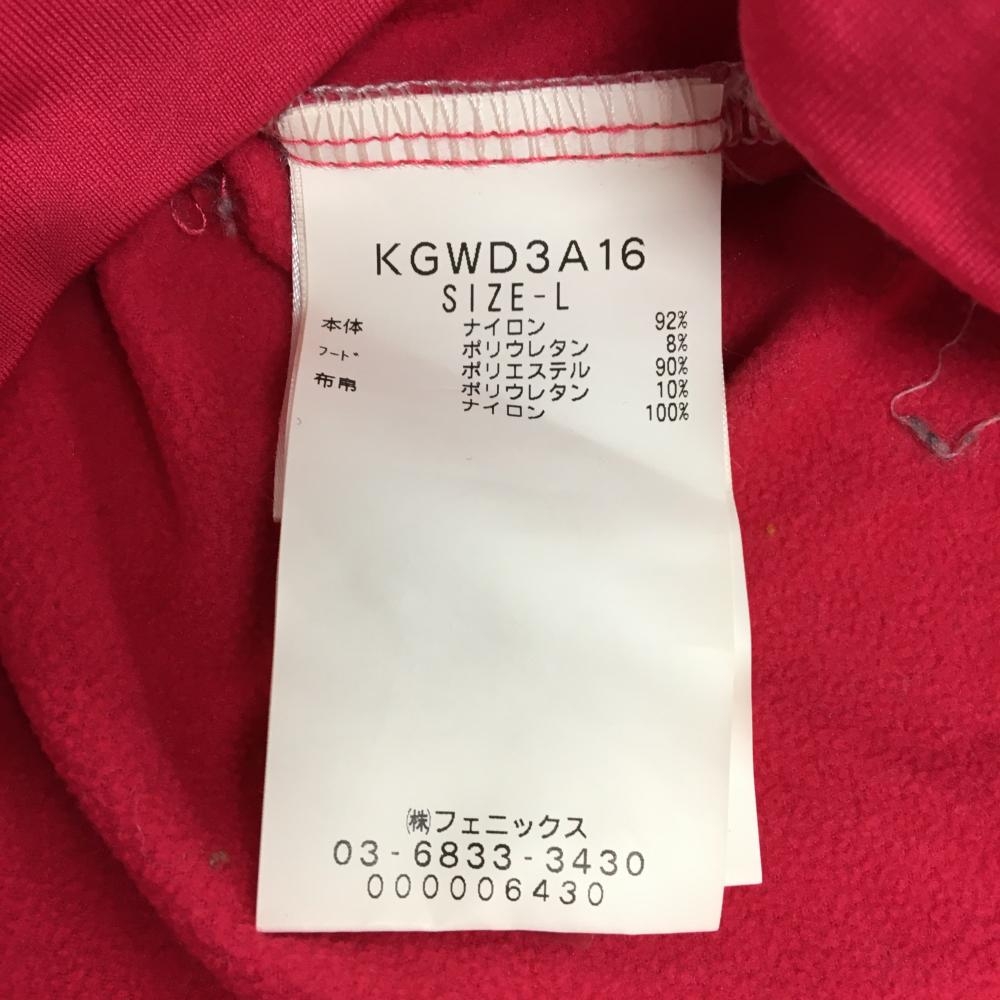 KGWD3A16
SIZE-L
本体 ナイロン 92%
フード ポリウレタン 8%
布帛 ポリエステル 90%
ポリウレタン 10%
ナイロン 100%
㈱フェニックス
03-6833-3430
000006430